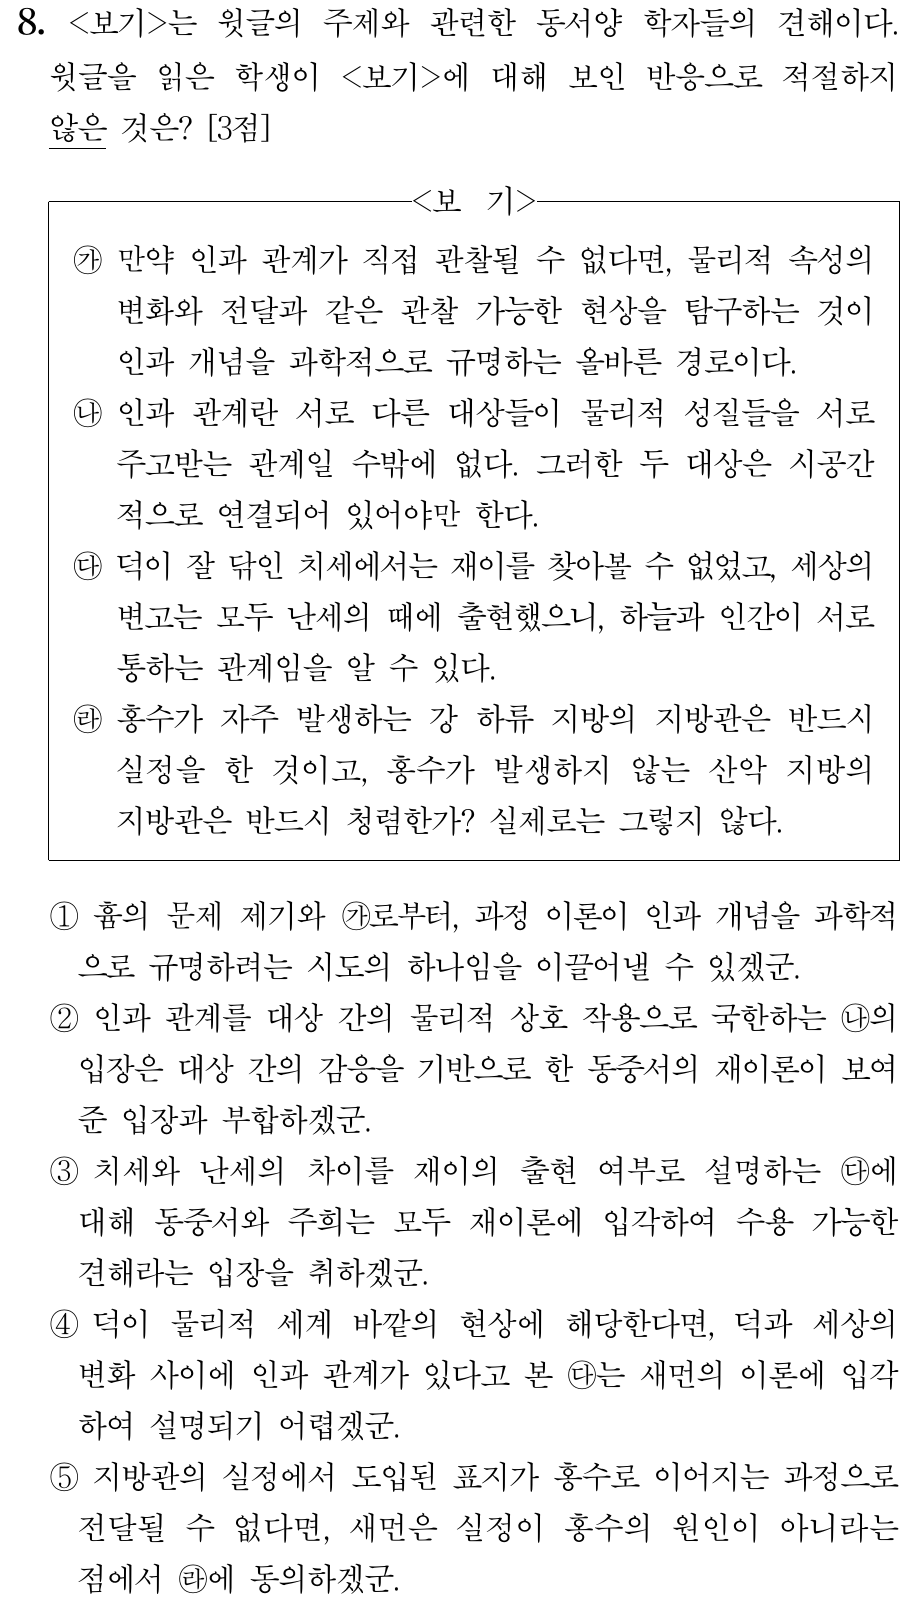 8. <보기>는 윗글의 주제와 관련한 동서양 학자들의 견해이다.
윗글을 읽은 학생이 <보기>에 대해 보인 반응으로 적절하지
않은 것은? [3점]
<보 기>
㉮ 만약 인과 관계가 직접 관찰될 수 없다면, 물리적 속성의
변화와 전달과 같은 관찰 가능한 현상을 탐구하는 것이
인과 개념을 과학적으로 규명하는 올바른 경로이다.
㉯ 인과 관계란 서로 다른 대상들이 물리적 성질들을 서로
주고받는 관계일 수밖에 없다. 그러한 두 대상은 시공간
적으로 연결되어 있어야만 한다.
㉰ 덕이 잘 닦인 치세에서는 재이를 찾아볼 수 없었고, 세상의
변고는 모두 난세의 때에 출현했으니, 하늘과 인간이 서로
통하는 관계임을 알 수 있다.
㉱ 홍수가 자주 발생하는 강 하류 지방의 지방관은 반드시
실정을 한 것이고, 홍수가 발생하지 않는 산악 지방의
지방관은 반드시 청렴한가? 실제로는 그렇지 않다.
① 흄의 문제 제기와 ㉮로부터, 과정 이론이 인과 개념을 과학적
으로 규명하려는 시도의 하나임을 이끌어낼 수 있겠군.
② 인과 관계를 대상 간의 물리적 상호 작용으로 국한하는 ㉯의
입장은 대상 간의 감응을 기반으로 한 동중서의 재이론이 보여
준 입장과 부합하겠군.
③ 치세와 난세의 차이를 재이의 출현 여부로 설명하는 ㉰에
대해 동중서와 주희는 모두 재이론에 입각하여 수용 가능한
견해라는 입장을 취하겠군.
④ 덕이 물리적 세계 바깥의 현상에 해당한다면, 덕과 세상의
변화 사이에 인과 관계가 있다고 본 ㉰는 새먼의 이론에 입각
하여 설명되기 어렵겠군.
⑤ 지방관의 실정에서 도입된 표지가 홍수로 이어지는 과정으로
전달될 수 없다면, 새먼은 실정이 홍수의 원인이 아니라는
점에서 ㉱에 동의하겠군.